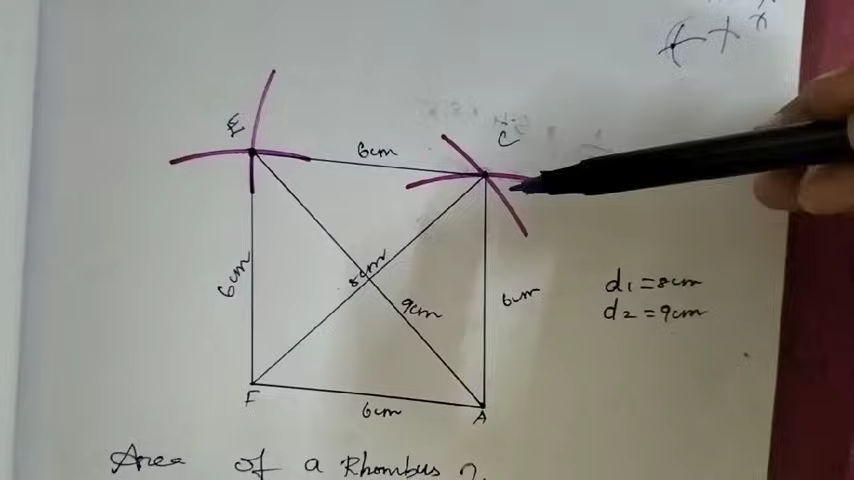 E
C
6cm
6cm
8cm
9cm
6cm
d1 = 8cm
d2 = 9cm
F
6cm
A
Area of a Rhombus ?